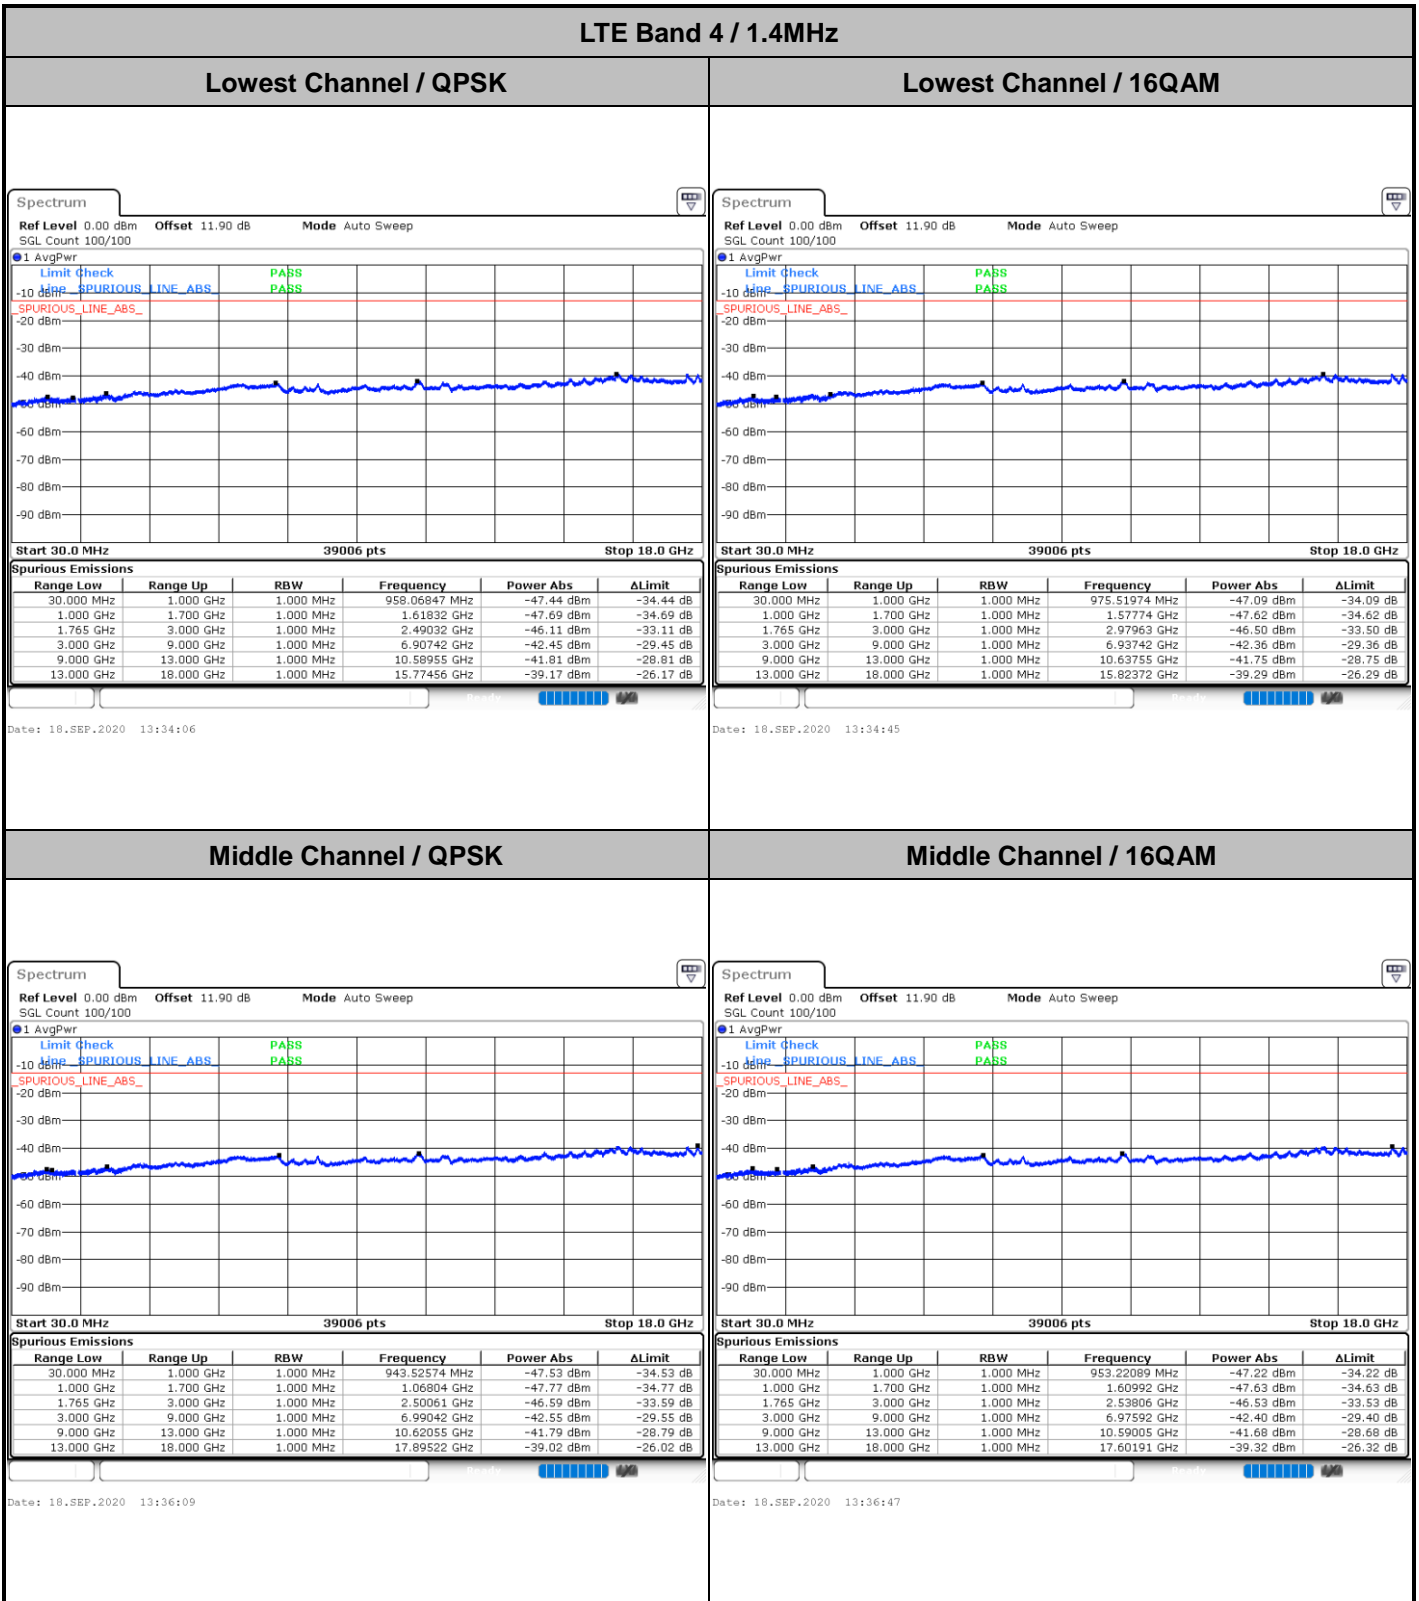 LTE Band 4 / 1.4MHz
Lowest Channel / QPSK
Lowest Channel / 16QAM
Spectrum
Ref Level 0.00 dBm Offset 11.90 dB Mode Auto Sweep
SGL Count 100/100
1 AvgPwr
Limit Check PASS
Line _SPURIOUS_LINE_ABS_ PASS
-10 dBm
_SPURIOUS_LINE_ABS_
-20 dBm
-30 dBm
-40 dBm
-50 dBm
-60 dBm
-70 dBm
-80 dBm
-90 dBm
Start 30.0 MHz 39006 pts Stop 18.0 GHz
Spurious Emissions
Range Low Range Up RBW Frequency Power Abs ΔLimit
30.000 MHz 1.000 GHz 1.000 MHz 958.06847 MHz -47.44 dBm -34.44 dB
1.000 GHz 1.700 GHz 1.000 MHz 1.61832 GHz -47.69 dBm -34.69 dB
1.765 GHz 3.000 GHz 1.000 MHz 2.49032 GHz -46.11 dBm -33.11 dB
3.000 GHz 9.000 GHz 1.000 MHz 6.90742 GHz -42.45 dBm -29.45 dB
9.000 GHz 13.000 GHz 1.000 MHz 10.58955 GHz -41.81 dBm -28.81 dB
13.000 GHz 18.000 GHz 1.000 MHz 15.77456 GHz -39.17 dBm -26.17 dB
Ready
Date: 18.SEP.2020 13:34:06
Spectrum
Ref Level 0.00 dBm Offset 11.90 dB Mode Auto Sweep
SGL Count 100/100
1 AvgPwr
Limit Check PASS
Line _SPURIOUS_LINE_ABS_ PASS
-10 dBm
_SPURIOUS_LINE_ABS_
-20 dBm
-30 dBm
-40 dBm
-50 dBm
-60 dBm
-70 dBm
-80 dBm
-90 dBm
Start 30.0 MHz 39006 pts Stop 18.0 GHz
Spurious Emissions
Range Low Range Up RBW Frequency Power Abs ΔLimit
30.000 MHz 1.000 GHz 1.000 MHz 975.51974 MHz -47.09 dBm -34.09 dB
1.000 GHz 1.700 GHz 1.000 MHz 1.57774 GHz -47.62 dBm -34.62 dB
1.765 GHz 3.000 GHz 1.000 MHz 2.97963 GHz -46.50 dBm -33.50 dB
3.000 GHz 9.000 GHz 1.000 MHz 6.93742 GHz -42.36 dBm -29.36 dB
9.000 GHz 13.000 GHz 1.000 MHz 10.63755 GHz -41.75 dBm -28.75 dB
13.000 GHz 18.000 GHz 1.000 MHz 15.82372 GHz -39.29 dBm -26.29 dB
Ready
Date: 18.SEP.2020 13:34:45
Middle Channel / QPSK
Middle Channel / 16QAM
Spectrum
Ref Level 0.00 dBm Offset 11.90 dB Mode Auto Sweep
SGL Count 100/100
1 AvgPwr
Limit Check PASS
Line _SPURIOUS_LINE_ABS_ PASS
-10 dBm
_SPURIOUS_LINE_ABS_
-20 dBm
-30 dBm
-40 dBm
-50 dBm
-60 dBm
-70 dBm
-80 dBm
-90 dBm
Start 30.0 MHz 39006 pts Stop 18.0 GHz
Spurious Emissions
Range Low Range Up RBW Frequency Power Abs ΔLimit
30.000 MHz 1.000 GHz 1.000 MHz 943.52574 MHz -47.53 dBm -34.53 dB
1.000 GHz 1.700 GHz 1.000 MHz 1.06804 GHz -47.77 dBm -34.77 dB
1.765 GHz 3.000 GHz 1.000 MHz 2.50061 GHz -46.59 dBm -33.59 dB
3.000 GHz 9.000 GHz 1.000 MHz 6.99042 GHz -42.55 dBm -29.55 dB
9.000 GHz 13.000 GHz 1.000 MHz 10.62055 GHz -41.79 dBm -28.79 dB
13.000 GHz 18.000 GHz 1.000 MHz 17.89522 GHz -39.02 dBm -26.02 dB
Ready
Date: 18.SEP.2020 13:36:09
Spectrum
Ref Level 0.00 dBm Offset 11.90 dB Mode Auto Sweep
SGL Count 100/100
1 AvgPwr
Limit Check PASS
Line _SPURIOUS_LINE_ABS_ PASS
-10 dBm
_SPURIOUS_LINE_ABS_
-20 dBm
-30 dBm
-40 dBm
-50 dBm
-60 dBm
-70 dBm
-80 dBm
-90 dBm
Start 30.0 MHz 39006 pts Stop 18.0 GHz
Spurious Emissions
Range Low Range Up RBW Frequency Power Abs ΔLimit
30.000 MHz 1.000 GHz 1.000 MHz 953.22089 MHz -47.22 dBm -34.22 dB
1.000 GHz 1.700 GHz 1.000 MHz 1.60992 GHz -47.63 dBm -34.63 dB
1.765 GHz 3.000 GHz 1.000 MHz 2.53806 GHz -46.53 dBm -33.53 dB
3.000 GHz 9.000 GHz 1.000 MHz 6.97592 GHz -42.40 dBm -29.40 dB
9.000 GHz 13.000 GHz 1.000 MHz 10.59005 GHz -41.68 dBm -28.68 dB
13.000 GHz 18.000 GHz 1.000 MHz 17.60191 GHz -39.32 dBm -26.32 dB
Ready
Date: 18.SEP.2020 13:36:47